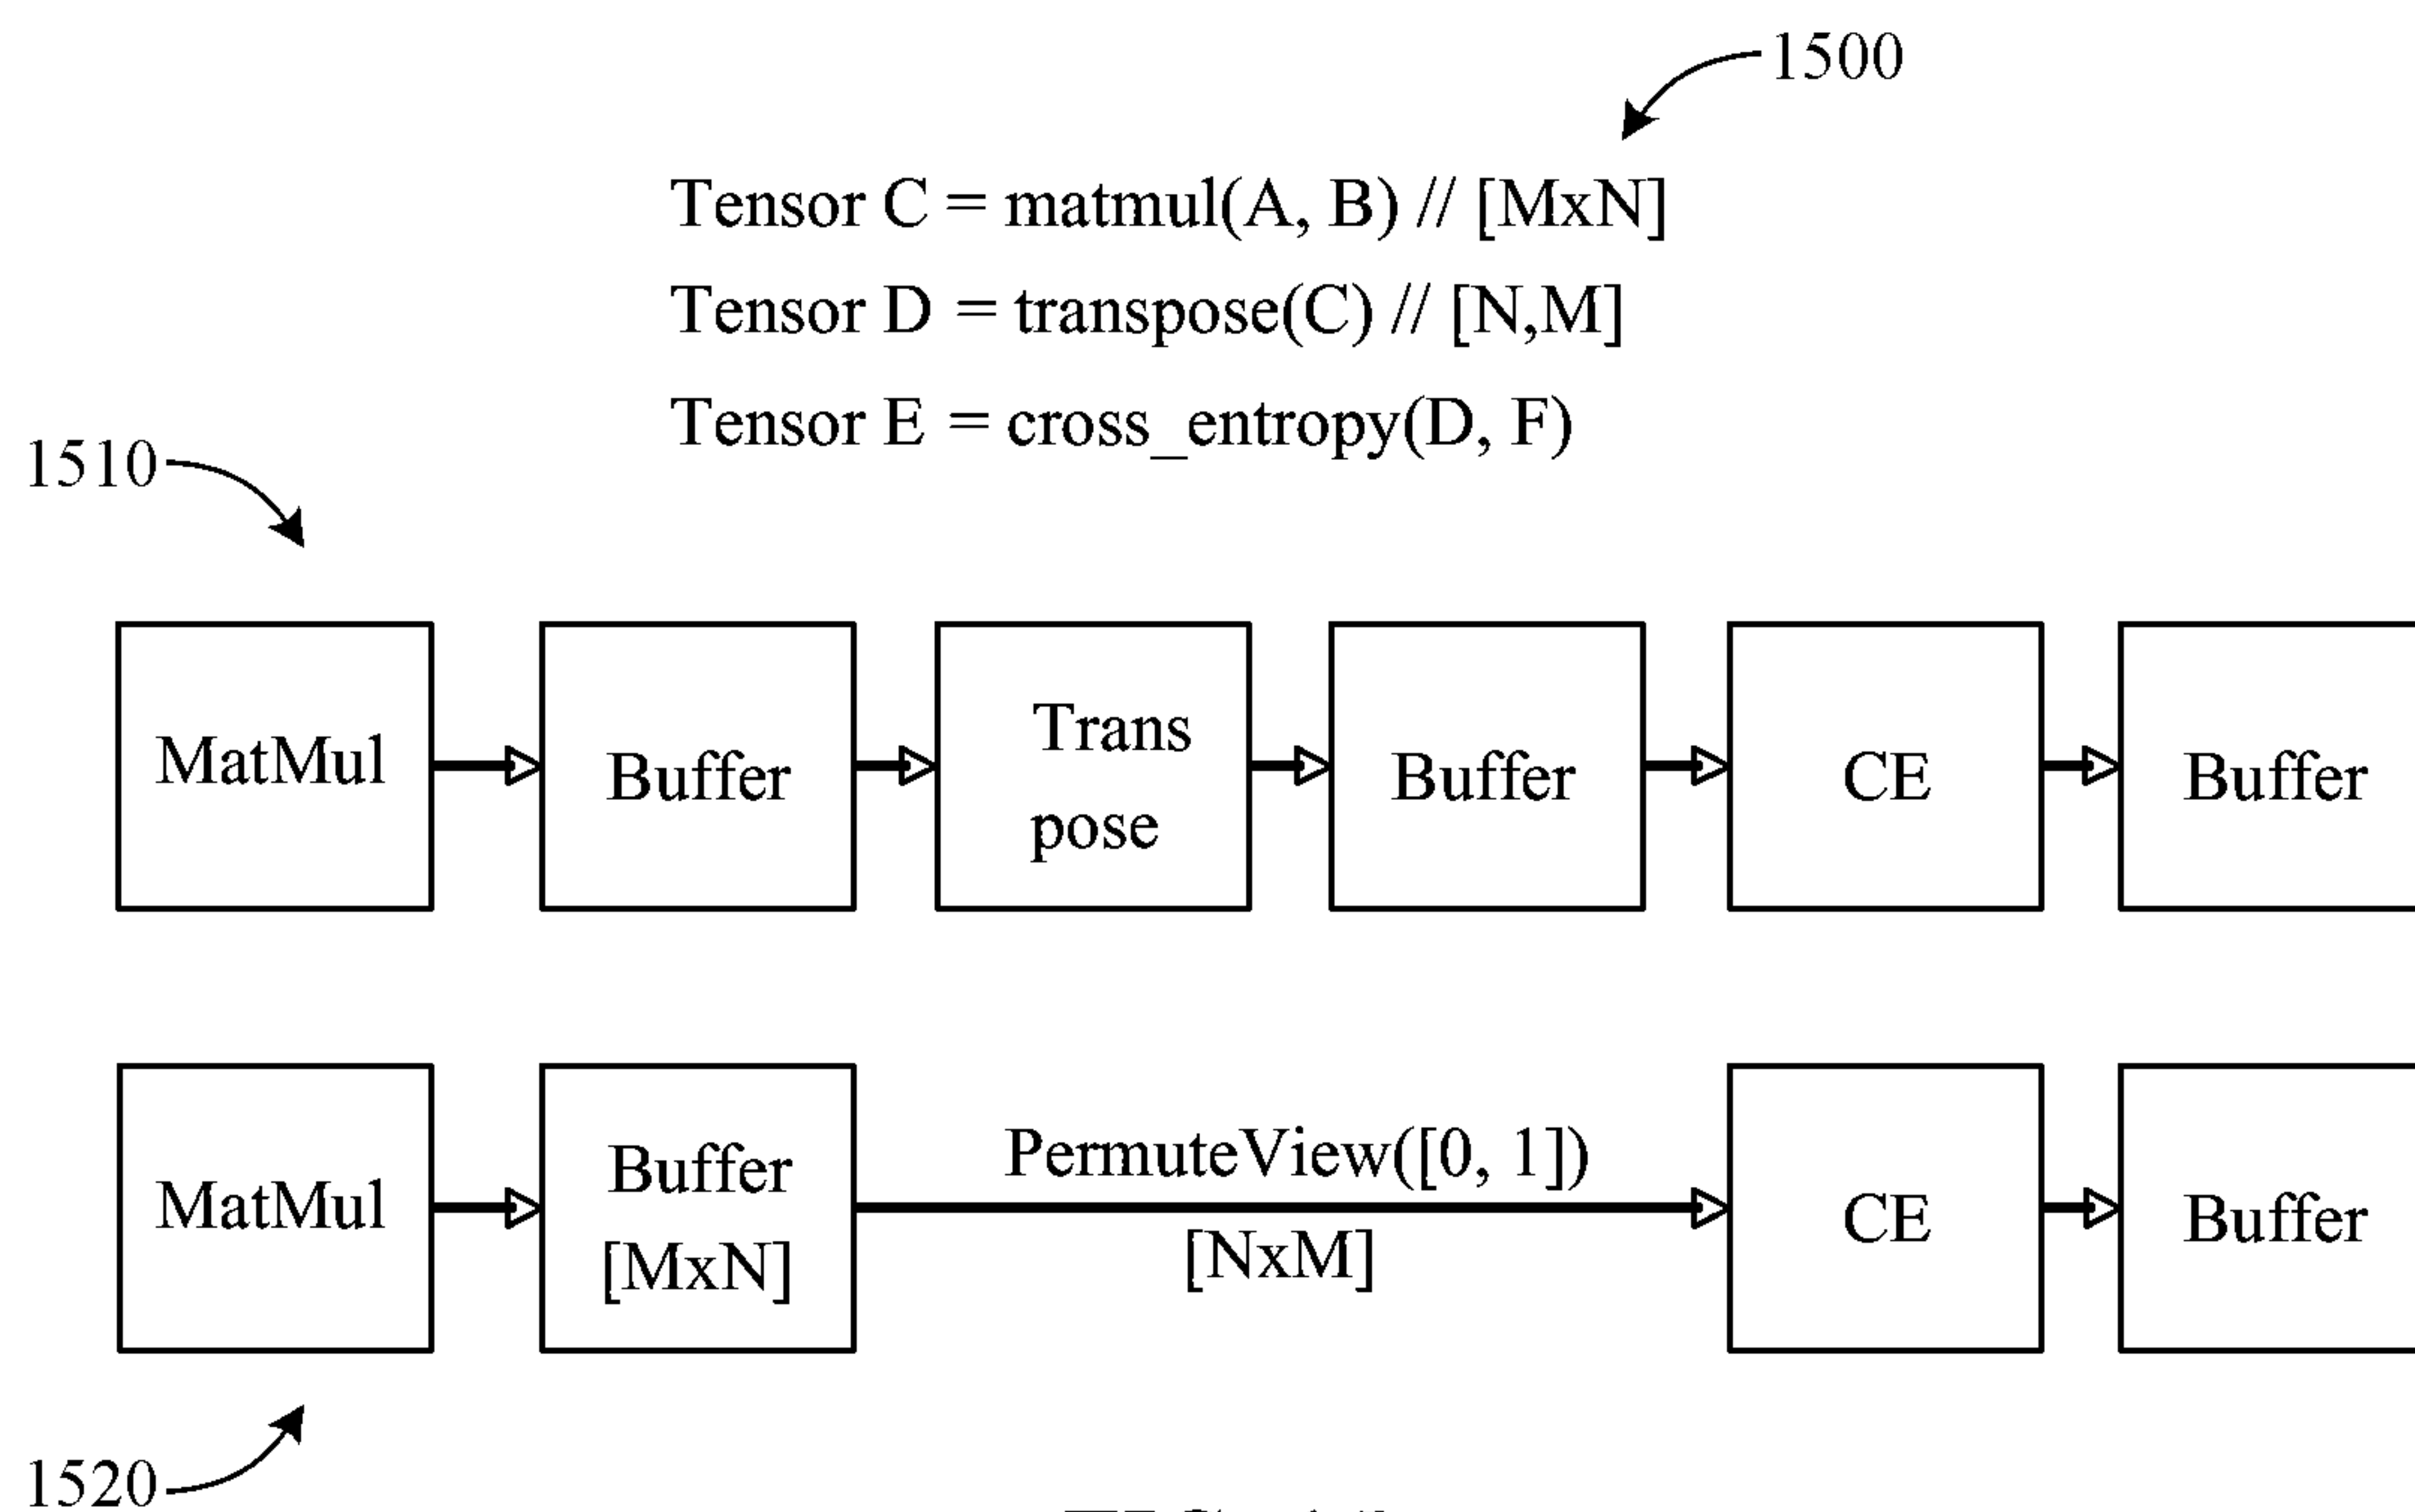 1500
Tensor C = matmul(A, B) // [MxN]
Tensor D = transpose(C) // [N,M]
Tensor E = cross_entropy(D, F)
1510
MatMul
Buffer
Trans
pose
Buffer
CE
Buffer
MatMul
Buffer
[MxN]
PermuteView([0, 1])
[NxM]
CE
Buffer
1520